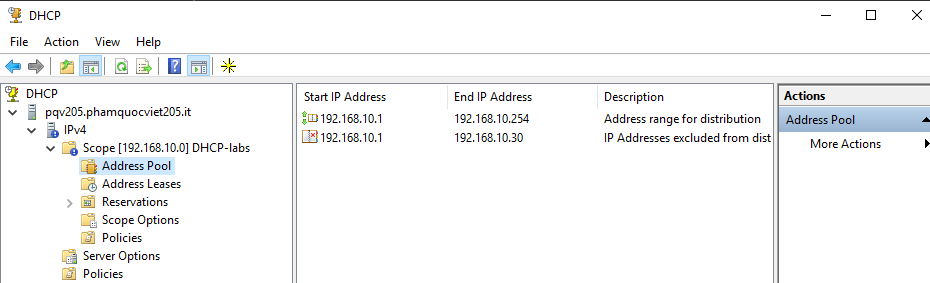 DHCP
File Action View Help
DHCP
pqv205.phamquocviet205.it
IPv4
Scope [192.168.10.0] DHCP-labs
Address Pool
Address Leases
Reservations
Scope Options
Policies
Server Options
Policies
Start IP Address End IP Address Description
192.168.10.1 192.168.10.254 Address range for distribution
192.168.10.1 192.168.10.30 IP Addresses excluded from dist
Actions
Address Pool
More Actions